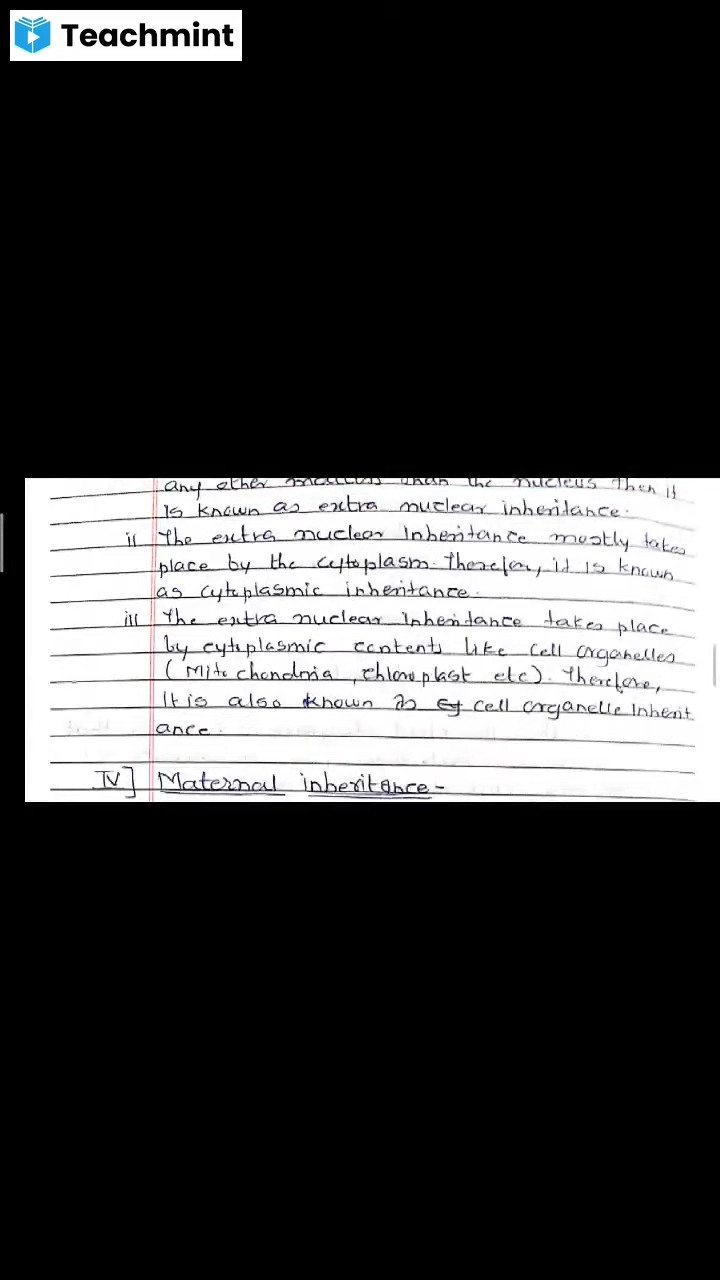 Teachmint
any other than the nucleus then it
is known as extra nuclear inheritance.
ii The extra nuclear Inheritance mostly takes
place by the cytoplasm. Therefore, it is known
as cytoplasmic inheritance.
iii The extra nuclear Inheritance takes place
by cytoplasmic contents like cell organelles
(Mitochondria, chloroplast etc). Therefore,
It is also known as cell organelle Inherit
ance.
IV] Maternal inheritance-